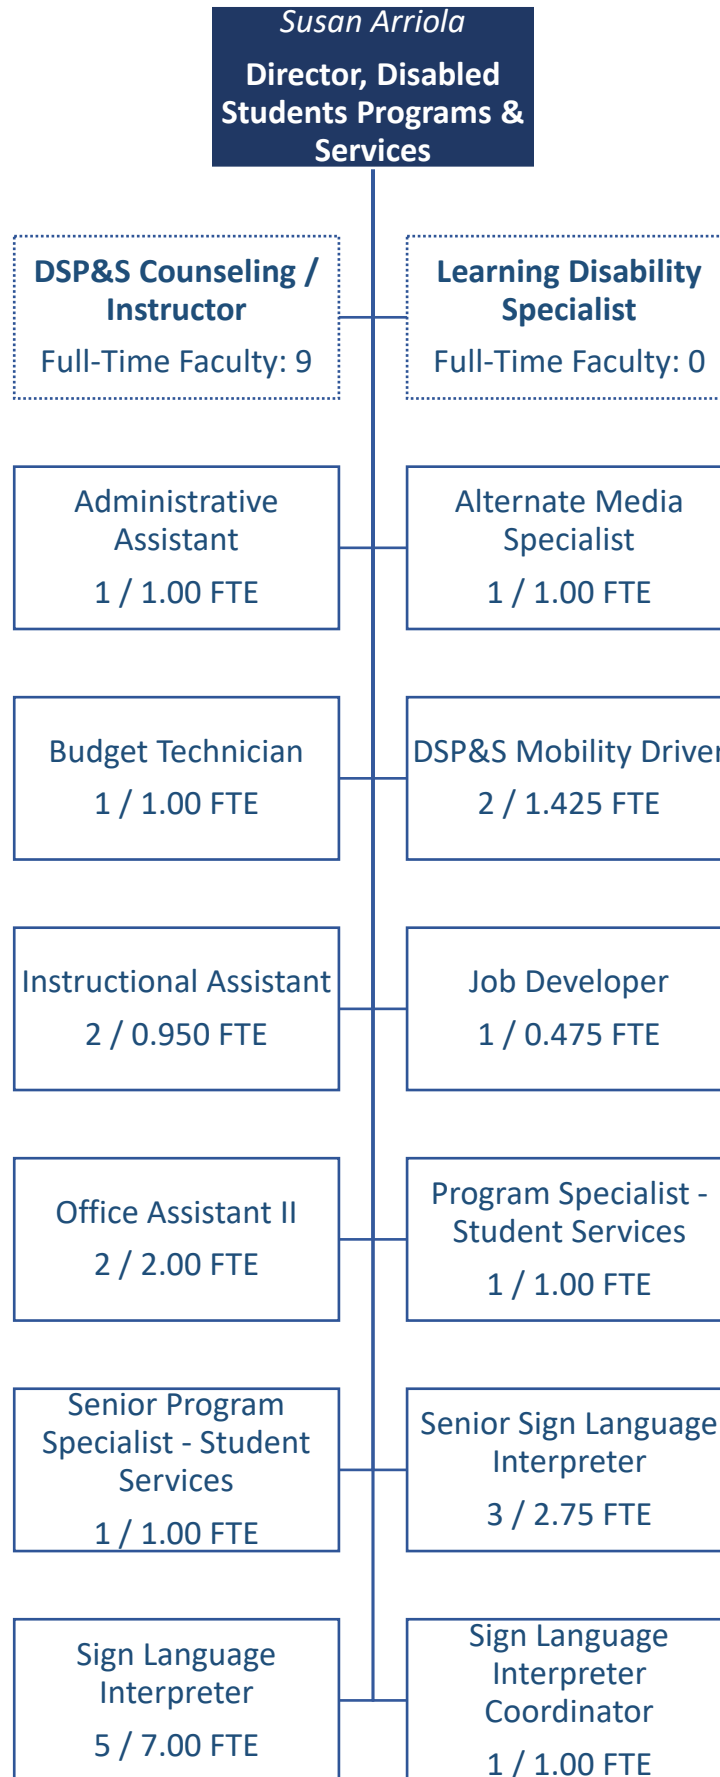 Susan Arriola
Director, Disabled
Students Programs &
Services
DSP&S Counseling /
Instructor
Full-Time Faculty: 9
Learning Disability
Specialist
Full-Time Faculty: 0
Administrative
Assistant
1 / 1.00 FTE
Alternate Media
Specialist
1 / 1.00 FTE
Budget Technician
1 / 1.00 FTE
DSP&S Mobility Driver
2 / 1.425 FTE
Instructional Assistant
2 / 0.950 FTE
Job Developer
1 / 0.475 FTE
Office Assistant II
2 / 2.00 FTE
Program Specialist -
Student Services
1 / 1.00 FTE
Senior Program
Specialist - Student
Services
1 / 1.00 FTE
Senior Sign Language
Interpreter
3 / 2.75 FTE
Sign Language
Interpreter
5 / 7.00 FTE
Sign Language
Interpreter
Coordinator
1 / 1.00 FTE